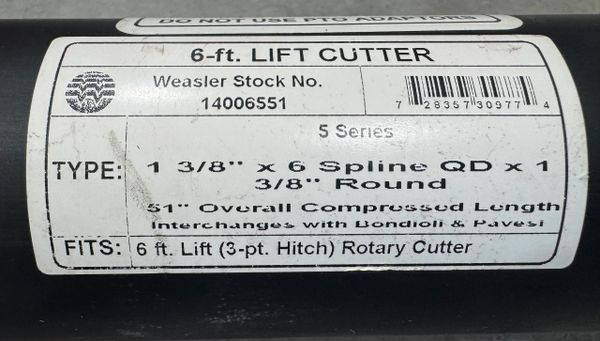 DO NOT USE PTO ADAPTORS
6-ft. LIFT CUTTER
Weasler Stock No.
14006551
7 28357 30977 4
5 Series
TYPE: 1 3/8" x 6 Spline QD x 1
3/8" Round
51" Overall Compressed Length
Interchanges with Bondioli & Pavesi
FITS: 6 ft. Lift (3-pt. Hitch) Rotary Cutter